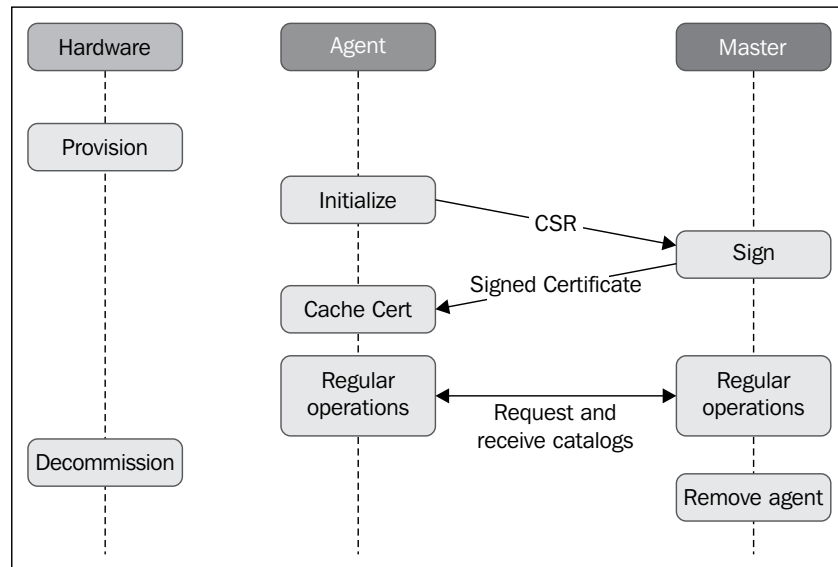 Hardware
Agent
Master
Provision
Initialize
CSR
Sign
Signed Certificate
Cache Cert
Regular
operations
Request and
receive catalogs
Regular
operations
Decommission
Remove agent